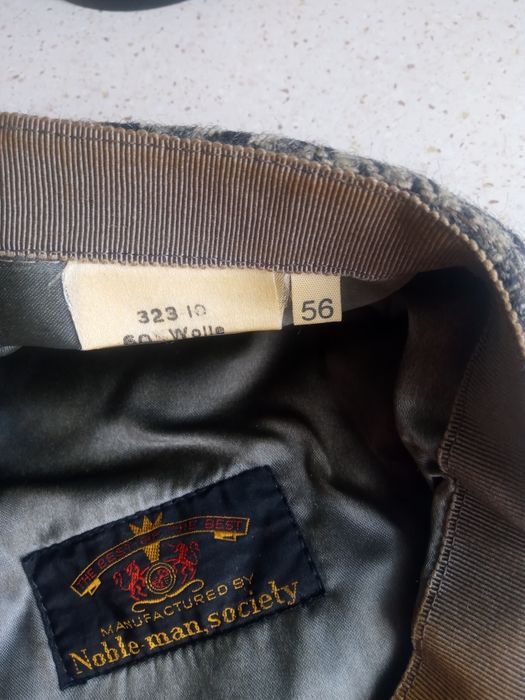 323 10
60% Wolle
56
THE BEST OF THE BEST
MANUFACTURED BY
Noble-man, society